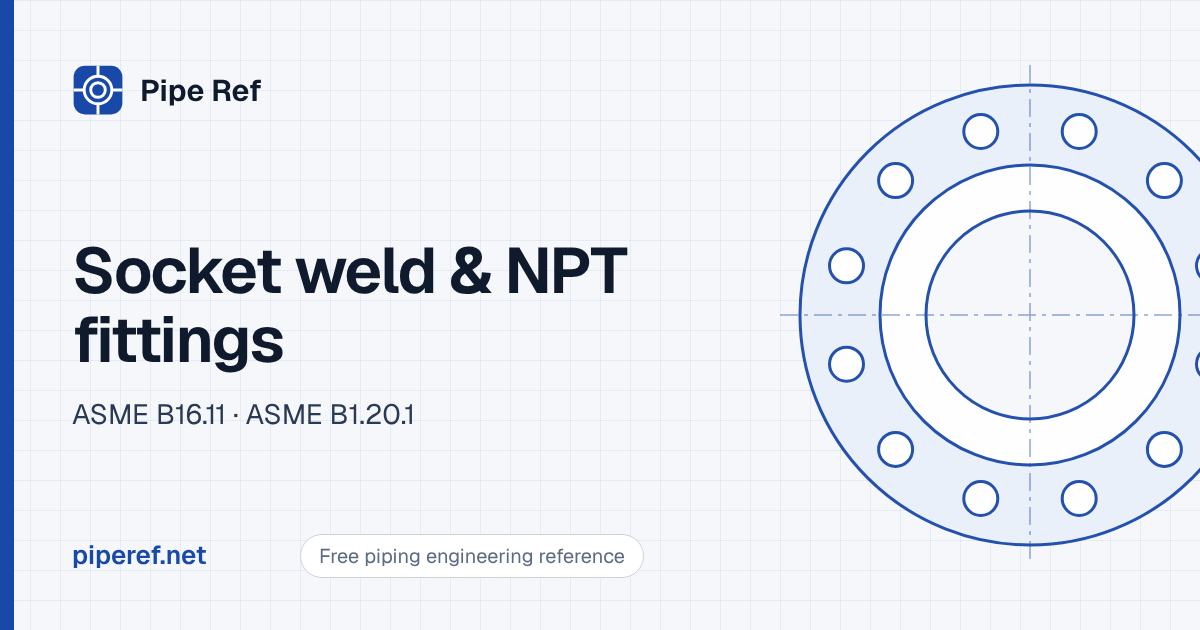 Pipe Ref
Socket weld & NPT
fittings
ASME B16.11 · ASME B1.20.1
piperef.net
Free piping engineering reference